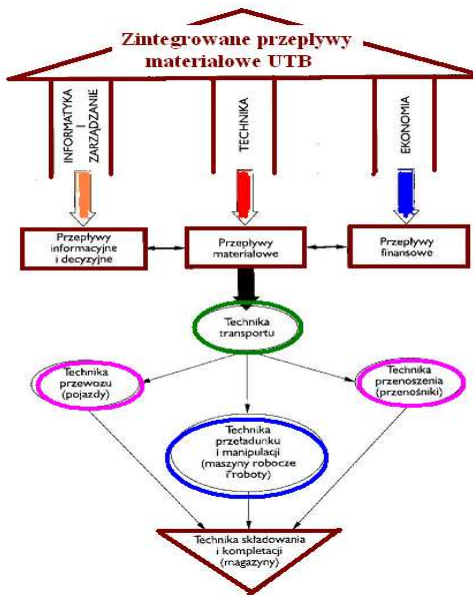 Zintegrowane przepływy
materiałowe UTB
INFORMATYKA
I
ZARZĄDZANIE
TECHNIKA
EKONOMIA
Przepływy
informacyjne
i decyzyjne
Przepływy
materiałowe
Przepływy
finansowe
Technika
transportu
Technika
przewozu
(pojazdy)
Technika
przenoszenia
(przenośniki)
Technika
przeładunku
i manipulacji
(maszyny robocze
i roboty)
Technika składowania
i kompletacji
(magazyny)